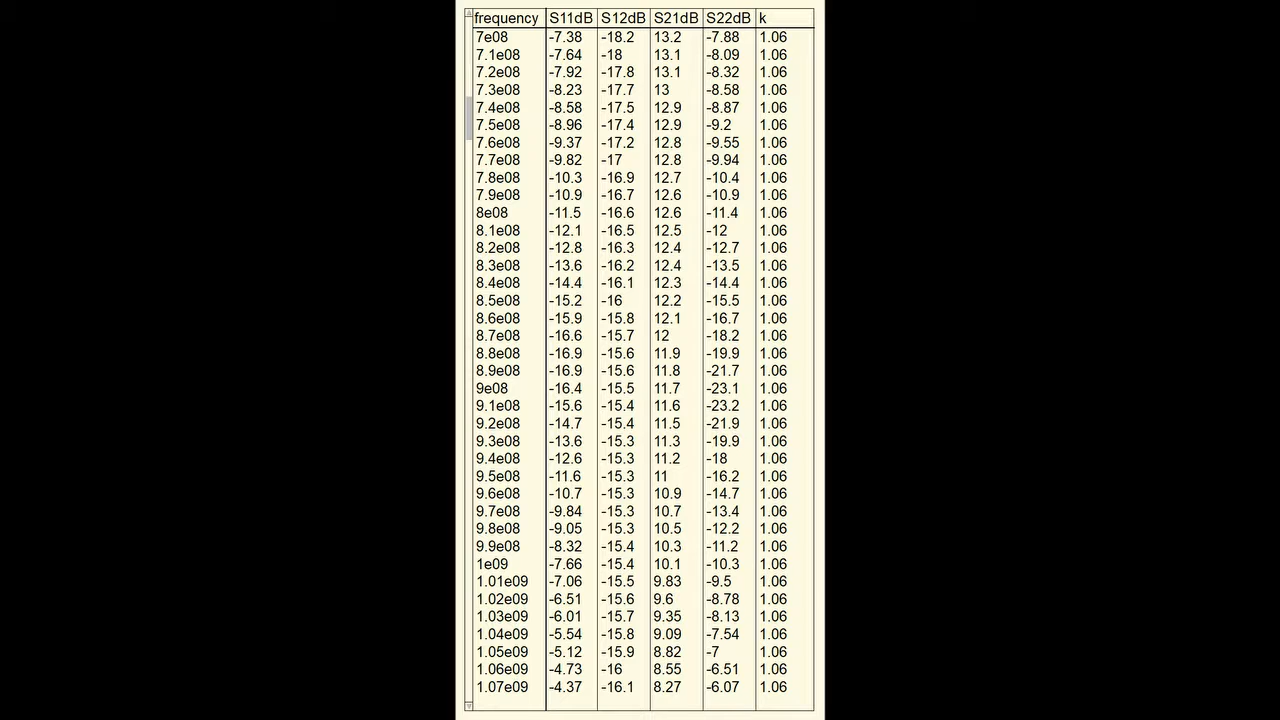 frequency S11dB S12dB S21dB S22dB k
7e08 -7.38 -18.2 13.2 -7.88 1.06
7.1e08 -7.64 -18 13.1 -8.09 1.06
7.2e08 -7.92 -17.8 13.1 -8.32 1.06
7.3e08 -8.23 -17.7 13 -8.58 1.06
7.4e08 -8.58 -17.5 12.9 -8.87 1.06
7.5e08 -8.96 -17.4 12.9 -9.2 1.06
7.6e08 -9.37 -17.2 12.8 -9.55 1.06
7.7e08 -9.82 -17 12.8 -9.94 1.06
7.8e08 -10.3 -16.9 12.7 -10.4 1.06
7.9e08 -10.9 -16.7 12.6 -10.9 1.06
8e08 -11.5 -16.6 12.6 -11.4 1.06
8.1e08 -12.1 -16.5 12.5 -12 1.06
8.2e08 -12.8 -16.3 12.4 -12.7 1.06
8.3e08 -13.6 -16.2 12.4 -13.5 1.06
8.4e08 -14.4 -16.1 12.3 -14.4 1.06
8.5e08 -15.2 -16 12.2 -15.5 1.06
8.6e08 -15.9 -15.8 12.1 -16.7 1.06
8.7e08 -16.6 -15.7 12 -18.2 1.06
8.8e08 -16.9 -15.6 11.9 -19.9 1.06
8.9e08 -16.9 -15.6 11.8 -21.7 1.06
9e08 -16.4 -15.5 11.7 -23.1 1.06
9.1e08 -15.6 -15.4 11.6 -23.2 1.06
9.2e08 -14.7 -15.4 11.5 -21.9 1.06
9.3e08 -13.6 -15.3 11.3 -19.9 1.06
9.4e08 -12.6 -15.3 11.2 -18 1.06
9.5e08 -11.6 -15.3 11 -16.2 1.06
9.6e08 -10.7 -15.3 10.9 -14.7 1.06
9.7e08 -9.84 -15.3 10.7 -13.4 1.06
9.8e08 -9.05 -15.3 10.5 -12.2 1.06
9.9e08 -8.32 -15.4 10.3 -11.2 1.06
1e09 -7.66 -15.4 10.1 -10.3 1.06
1.01e09 -7.06 -15.5 9.83 -9.5 1.06
1.02e09 -6.51 -15.6 9.6 -8.78 1.06
1.03e09 -6.01 -15.7 9.35 -8.13 1.06
1.04e09 -5.54 -15.8 9.09 -7.54 1.06
1.05e09 -5.12 -15.9 8.82 -7 1.06
1.06e09 -4.73 -16 8.55 -6.51 1.06
1.07e09 -4.37 -16.1 8.27 -6.07 1.06